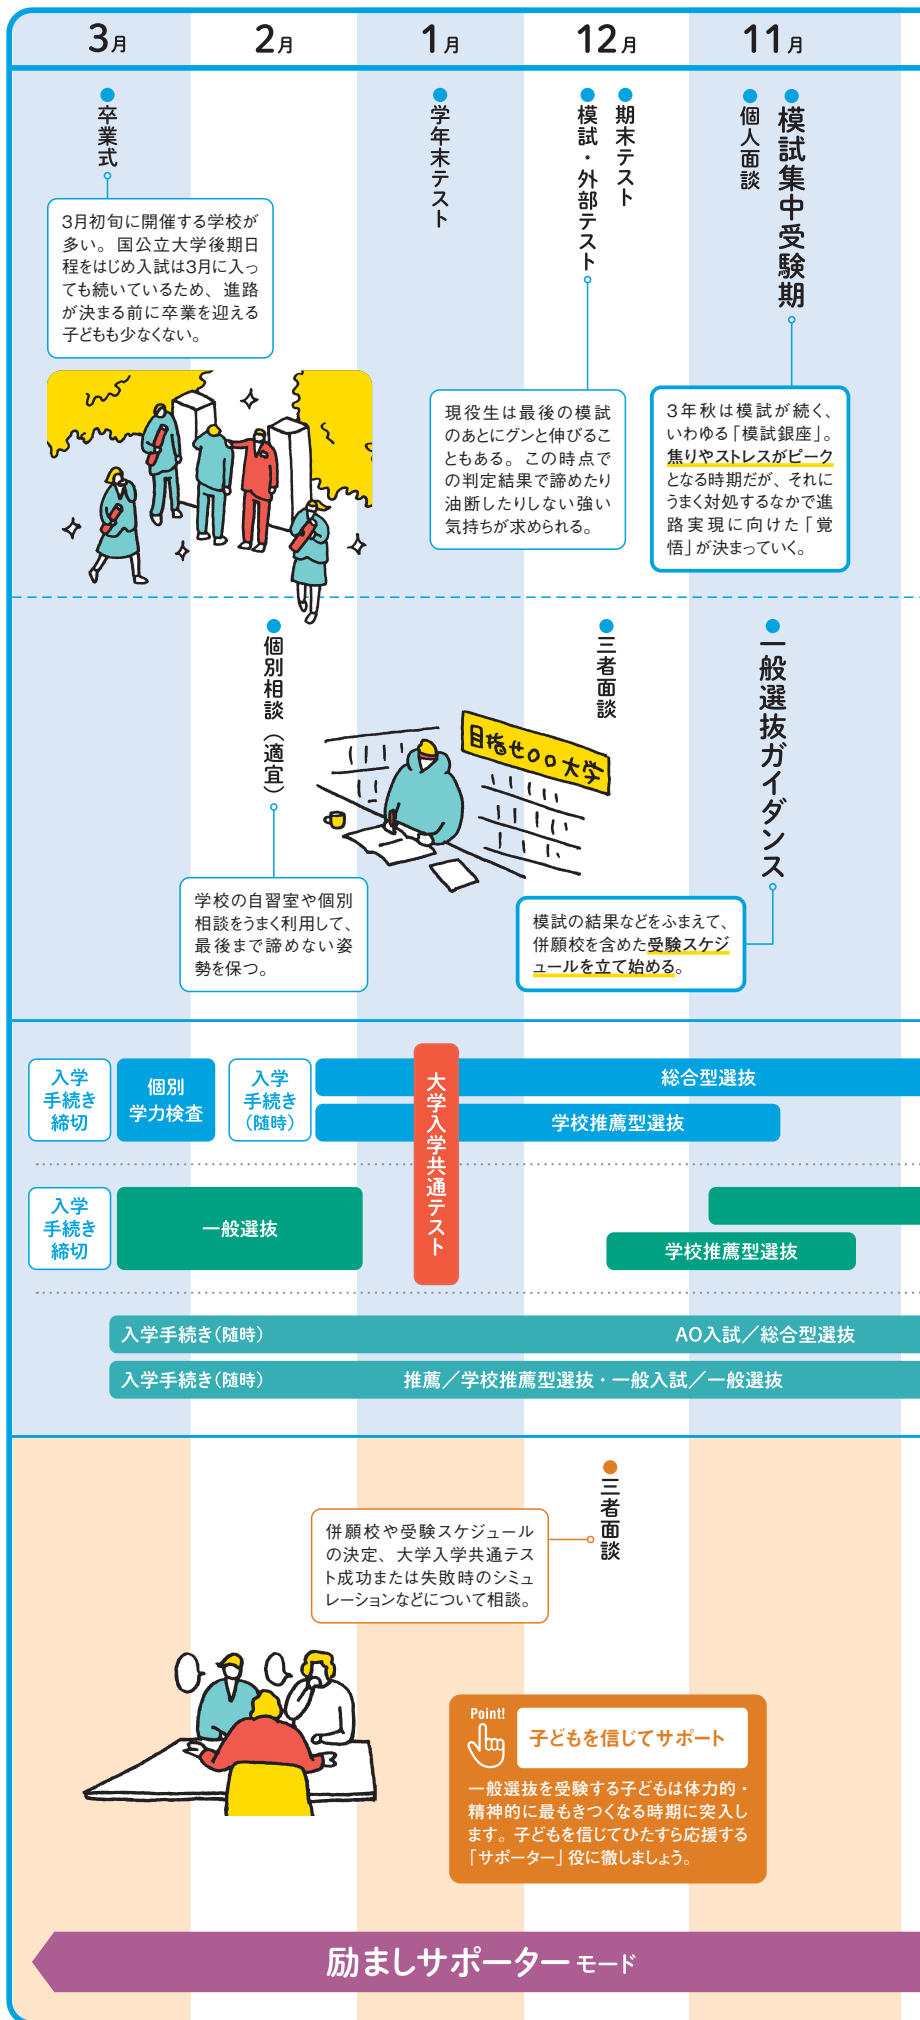 3月
2月
1月
12月
11月
模試集中受験期
個人面談
3年秋は模試が続く、
いわゆる「模試銀座」。
焦りやストレスがピーク
となる時期だが、それに
うまく対処するなかで進
路実現に向けた「覚
悟」が決まっていく。
期末テスト
模試・外部テスト
現役生は最後の模試
のあとにグンと伸びるこ
ともある。この時点で
の判定結果で諦めたり
油断したりしない強い
気持ちが求められる。
学年末テスト
卒業式
3月初旬に開催する学校が
多い。国公立大学後期日
程をはじめ入試は3月に入っ
ても続いているため、進路
が決まる前に卒業を迎える
子どもも少なくない。
一般選抜ガイダンス
模試の結果などをふまえて、
併願校を含めた受験スケジ
ュールを立て始める。
三者面談
目指せ○○大学
個別相談(適宜)
学校の自習室や個別
相談をうまく利用して、
最後まで諦めない姿
勢を保つ。
入学
手続き
締切
個別
学力検査
入学
手続き
(随時)
総合型選抜
学校推薦型選抜
大学入学共通テスト
入学
手続き
締切
一般選抜
学校推薦型選抜
入学手続き(随時)
AO入試/総合型選抜
入学手続き(随時)
推薦/学校推薦型選抜・一般入試/一般選抜
三者面談
併願校や受験スケジュール
の決定、大学入学共通テス
ト成功または失敗時のシミュ
レーションなどについて相談。
Point!
子どもを信じてサポート
一般選抜を受験する子どもは体力的・
精神的に最もきつくなる時期に突入し
ます。子どもを信じてひたすら応援する
「サポーター」役に徹しましょう。
励ましサポーターモード